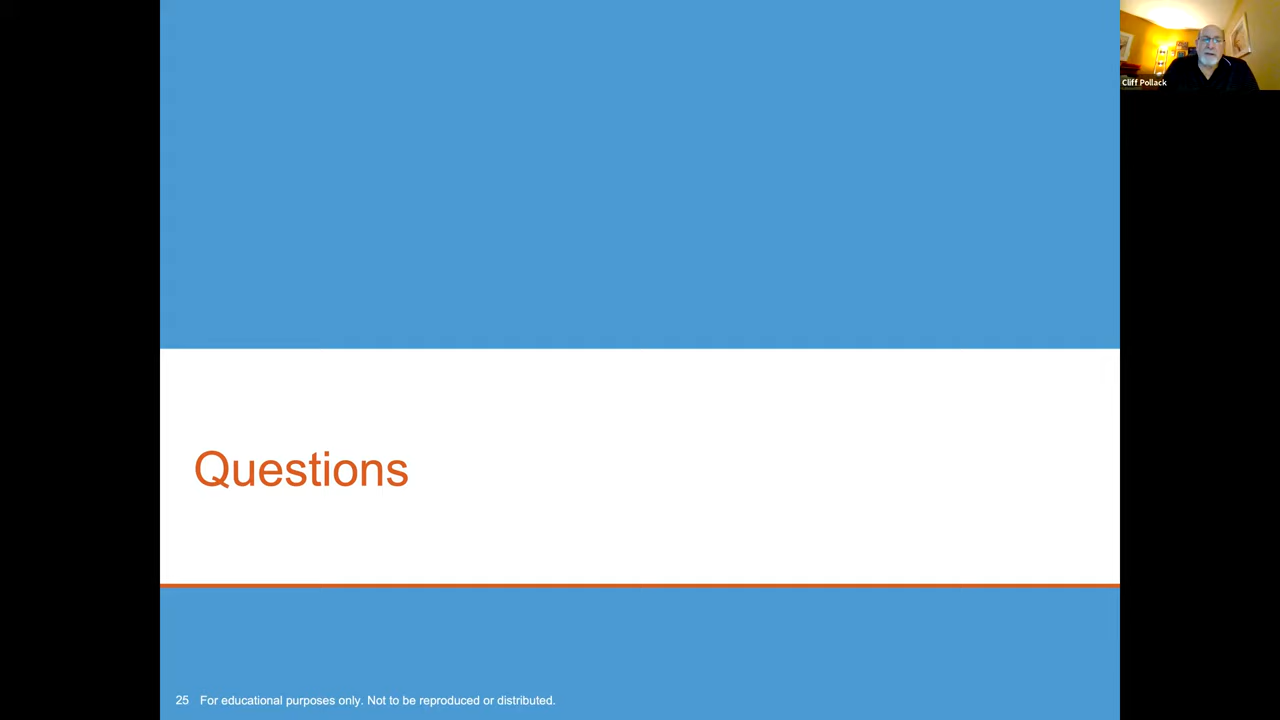 Cliff Pollack
Questions
25 For educational purposes only. Not to be reproduced or distributed.